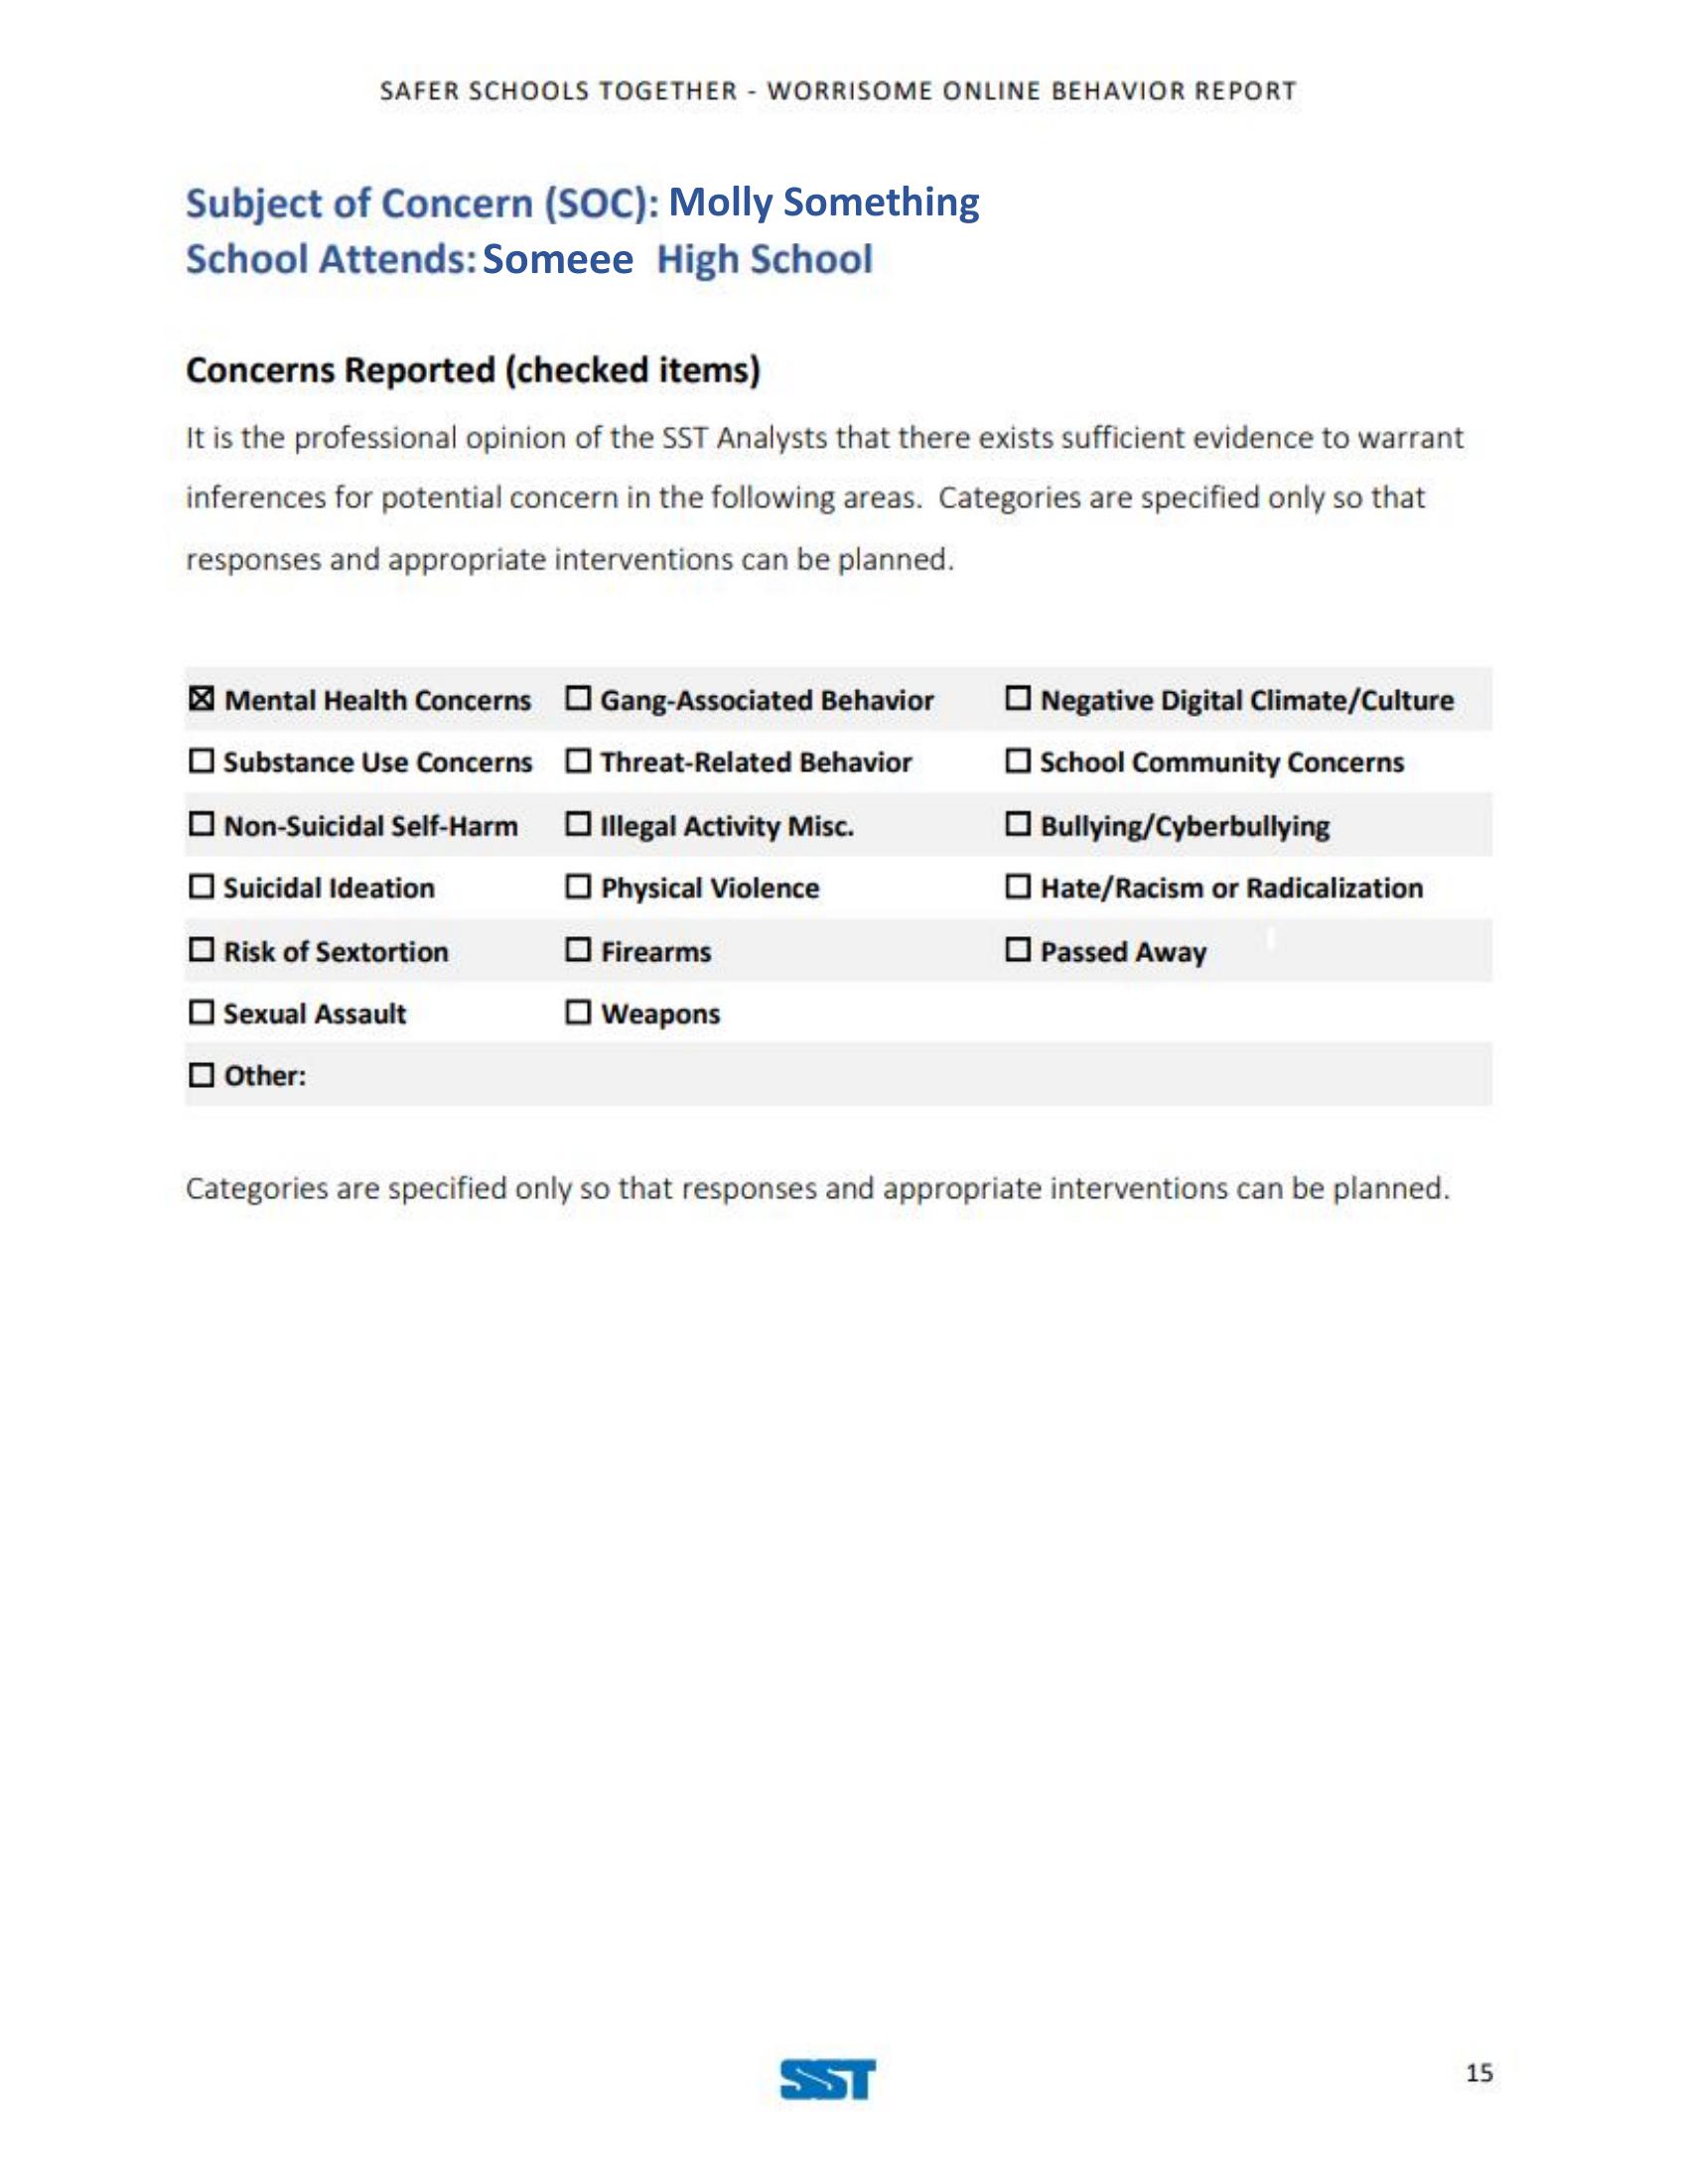 SAFER SCHOOLS TOGETHER - WORRISOME ONLINE BEHAVIOR REPORT
Subject of Concern (SOC): Molly Something
School Attends: Someee High School
Concerns Reported (checked items)
It is the professional opinion of the SST Analysts that there exists sufficient evidence to warrant
inferences for potential concern in the following areas. Categories are specified only so that
responses and appropriate interventions can be planned.
☒ Mental Health Concerns ☐ Gang-Associated Behavior ☐ Negative Digital Climate/Culture
☐ Substance Use Concerns ☐ Threat-Related Behavior ☐ School Community Concerns
☐ Non-Suicidal Self-Harm ☐ Illegal Activity Misc. ☐ Bullying/Cyberbullying
☐ Suicidal Ideation ☐ Physical Violence ☐ Hate/Racism or Radicalization
☐ Risk of Sextortion ☐ Firearms ☐ Passed Away
☐ Sexual Assault ☐ Weapons
☐ Other:
Categories are specified only so that responses and appropriate interventions can be planned.
SST
15